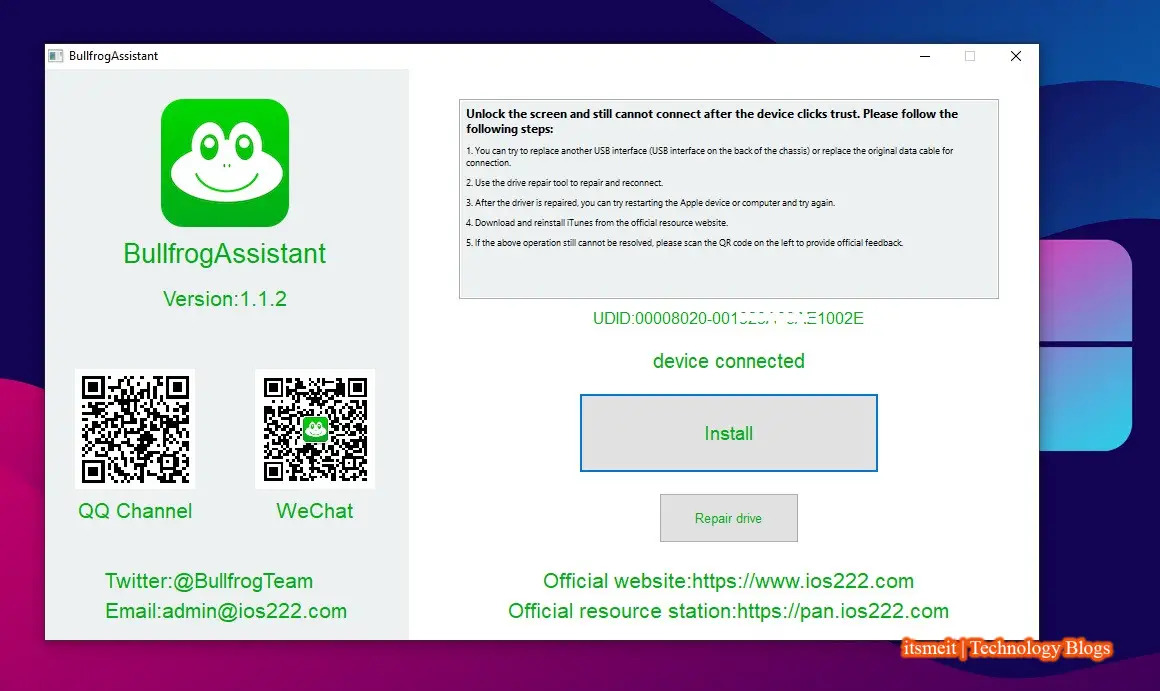 BullfrogAssistant
BullfrogAssistant
Version:1.1.2
QQ Channel
WeChat
Twitter:@BullfrogTeam
Email:admin@ios222.com
Unlock the screen and still cannot connect after the device clicks trust. Please follow the
following steps:
1. You can try to replace another USB interface (USB interface on the back of the chassis) or replace the original data cable for
connection.
2. Use the drive repair tool to repair and reconnect.
3. After the driver is repaired, you can try restarting the Apple device or computer and try again.
4. Download and reinstall iTunes from the official resource website.
5. If the above operation still cannot be resolved, please scan the QR code on the left to provide official feedback.
device connected
Install
Repair drive
Official website:https://www.ios222.com
Official resource station:https://pan.ios222.com
itsmeit | Technology Blogs